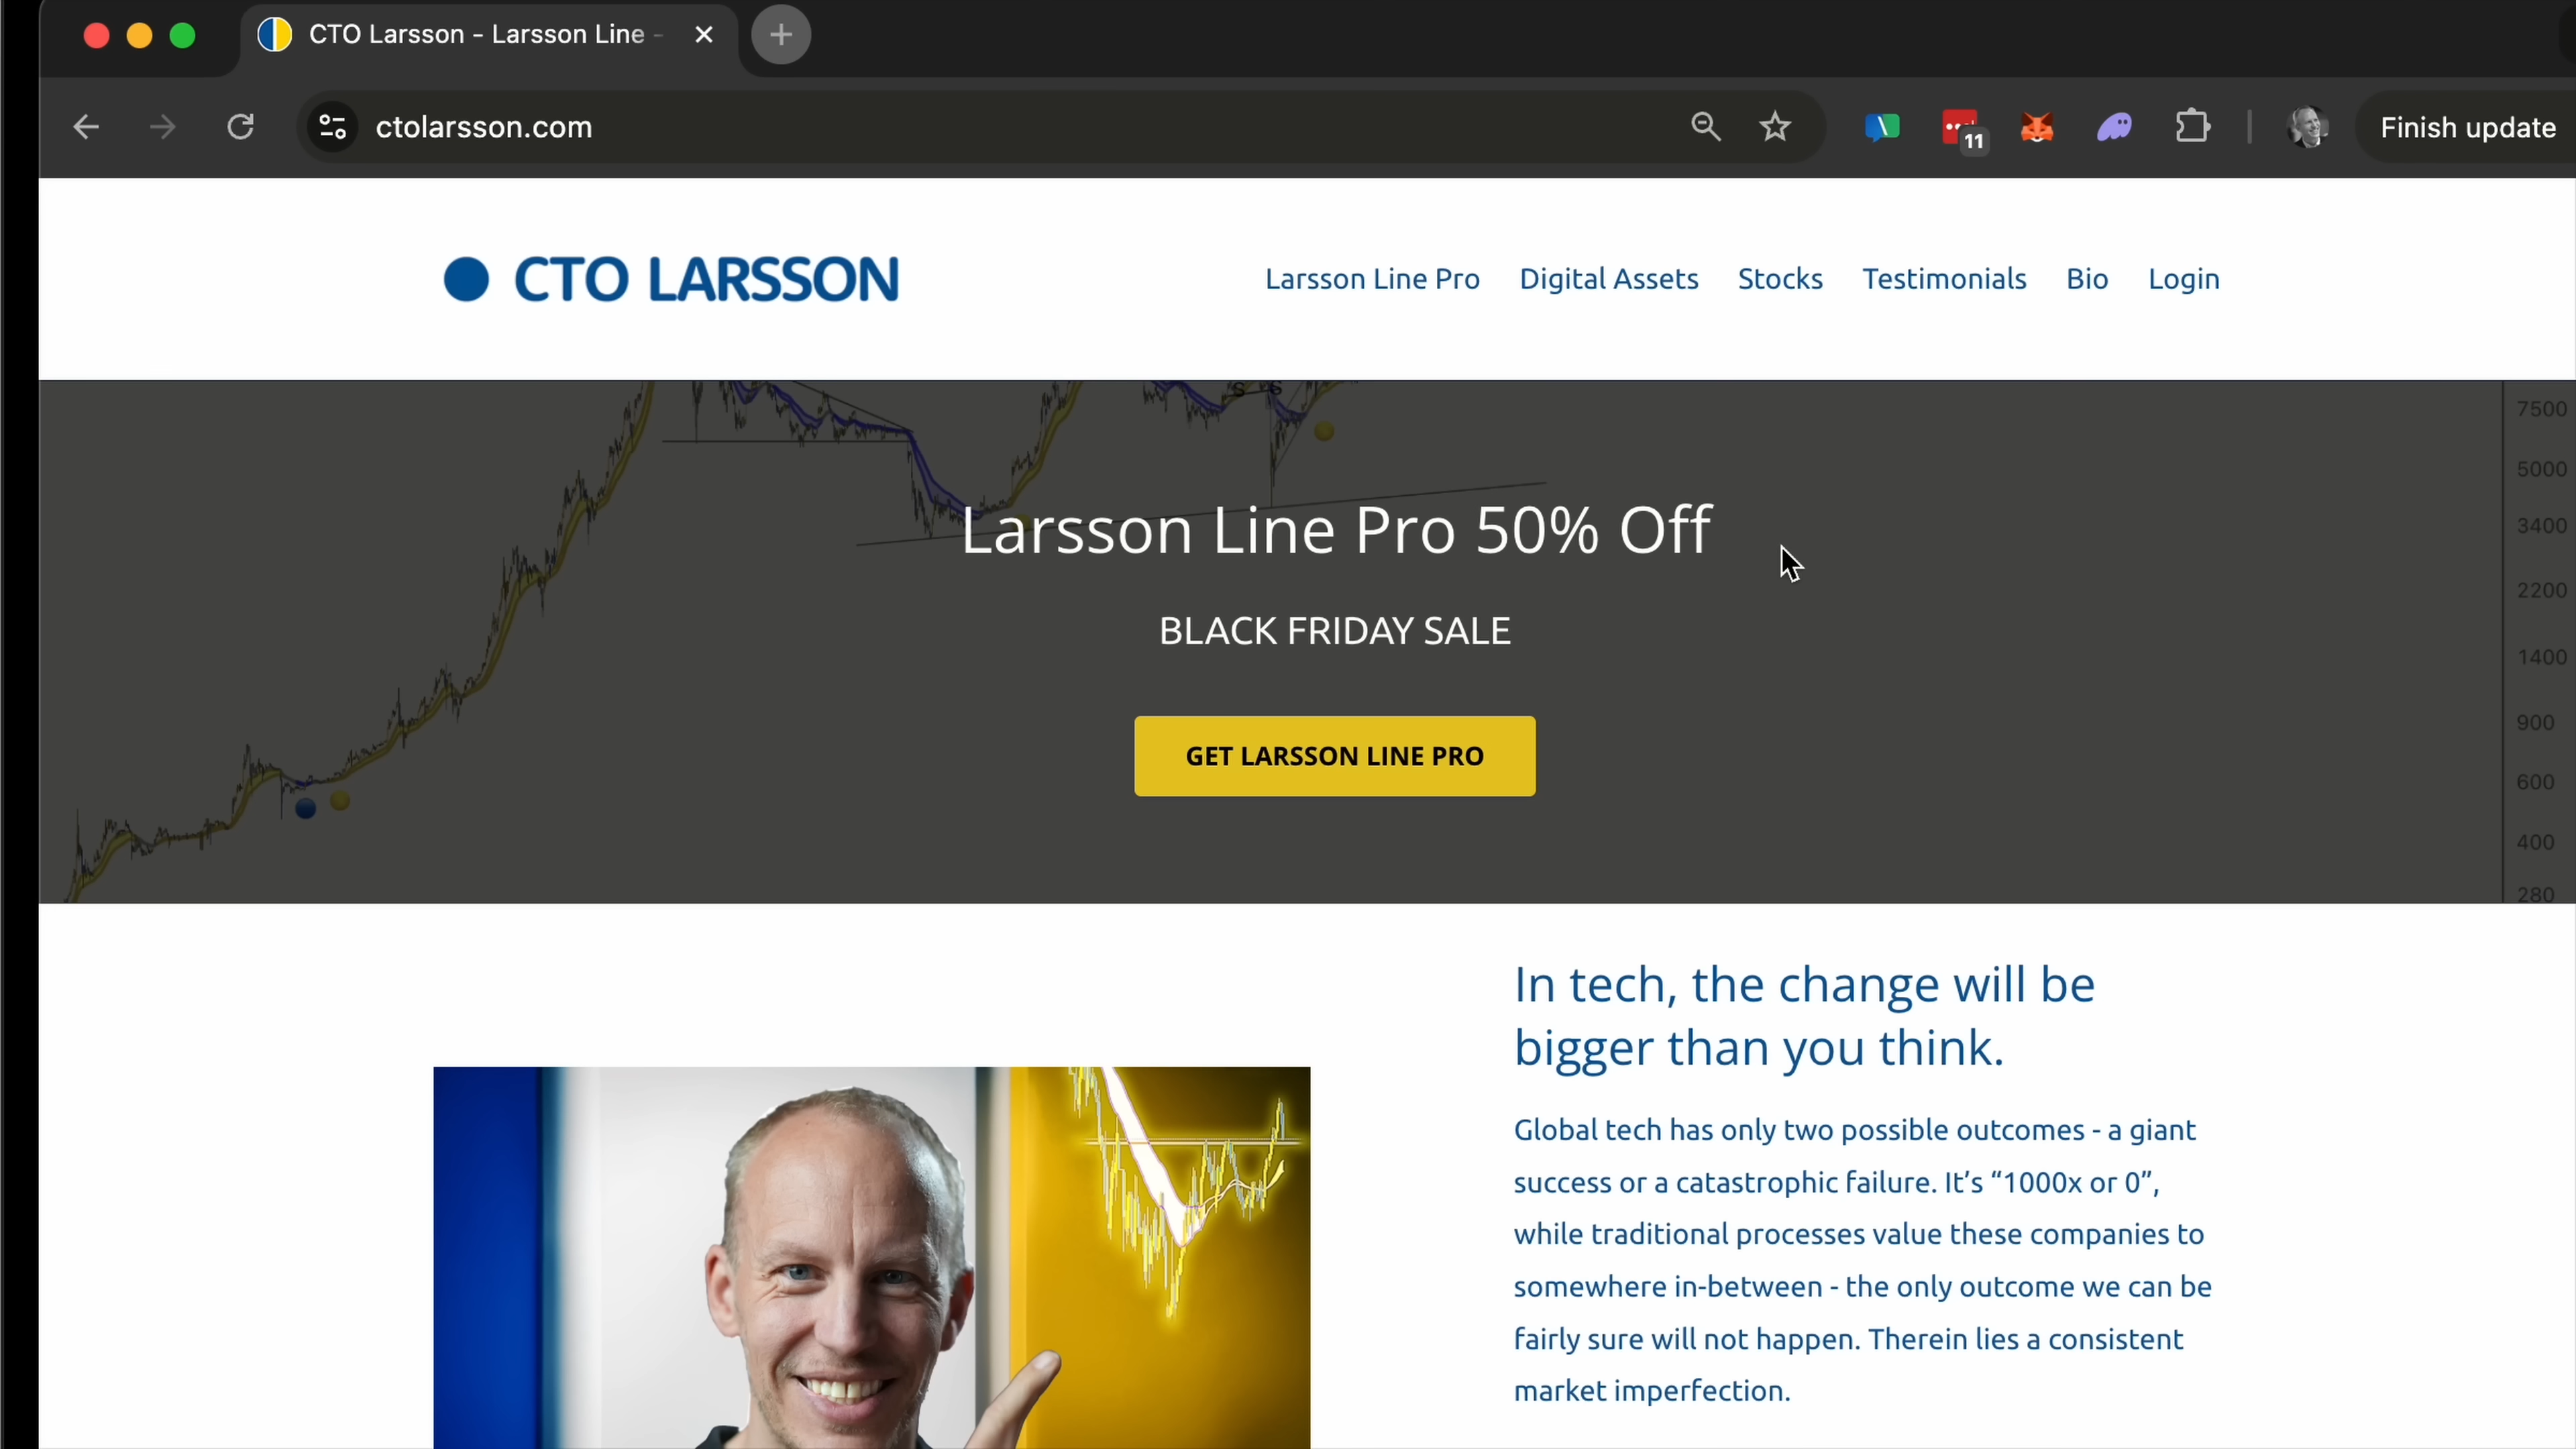 CTO Larsson - Larsson Line -
ctolarsson.com
11
Finish update
CTO LARSSON
Larsson Line Pro Digital Assets Stocks Testimonials Bio Login
S S
7500
5000
3400
2200
1400
900
600
400
280
Larsson Line Pro 50% Off
BLACK FRIDAY SALE
GET LARSSON LINE PRO
In tech, the change will be
bigger than you think.
Global tech has only two possible outcomes - a giant
success or a catastrophic failure. It’s “1000x or 0”,
while traditional processes value these companies to
somewhere in-between - the only outcome we can be
fairly sure will not happen. Therein lies a consistent
market imperfection.